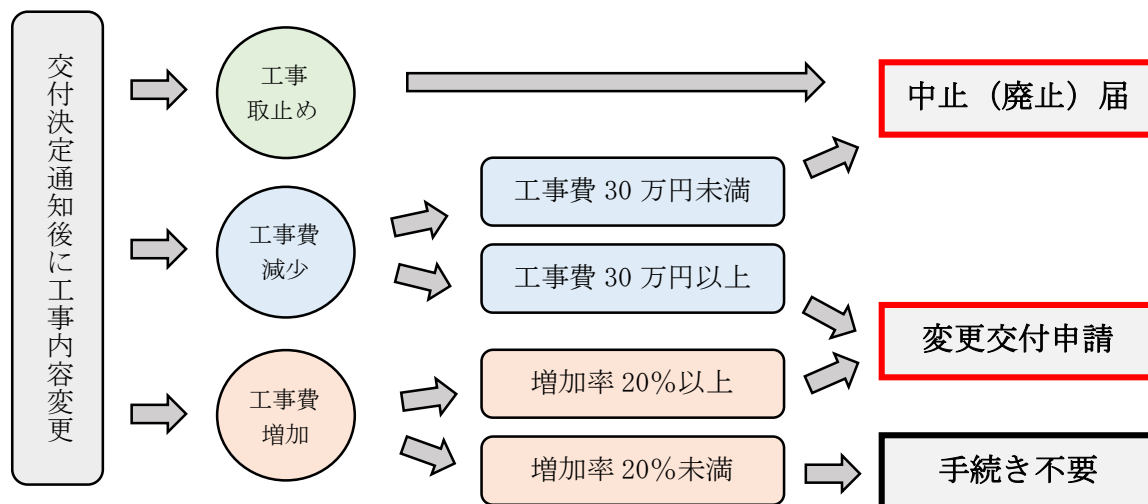 交付決定通知後に工事内容変更
工事
取止め
中止（廃止）届
工事費
減少
工事費 30 万円未満
工事費 30 万円以上
変更交付申請
工事費
増加
増加率 20％以上
増加率 20％未満
手続き不要